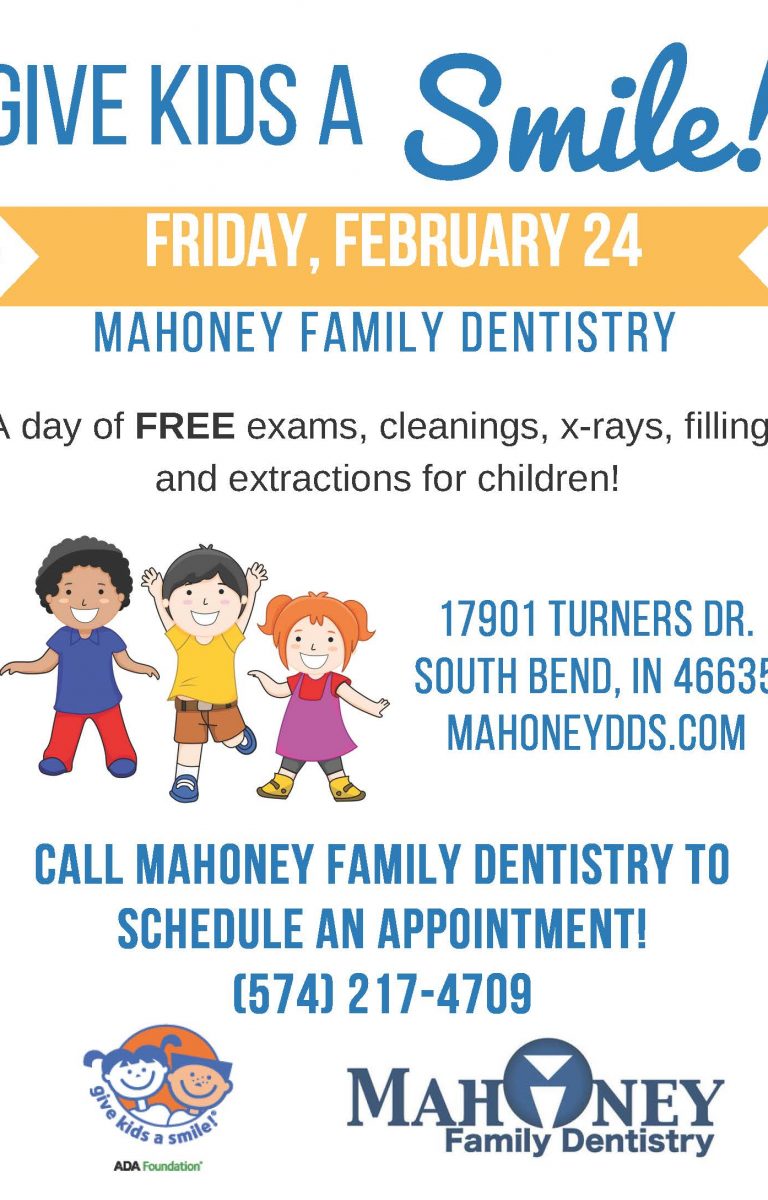 GIVE KIDS A Smile!
FRIDAY, FEBRUARY 24
MAHONEY FAMILY DENTISTRY
A day of FREE exams, cleanings, x-rays, filling
and extractions for children!
17901 TURNERS DR.
SOUTH BEND, IN 46635
MAHONEYDDS.COM
CALL MAHONEY FAMILY DENTISTRY TO
SCHEDULE AN APPOINTMENT!
(574) 217-4709
give kids a smile!®
ADA Foundation®
MAHONEY
Family Dentistry